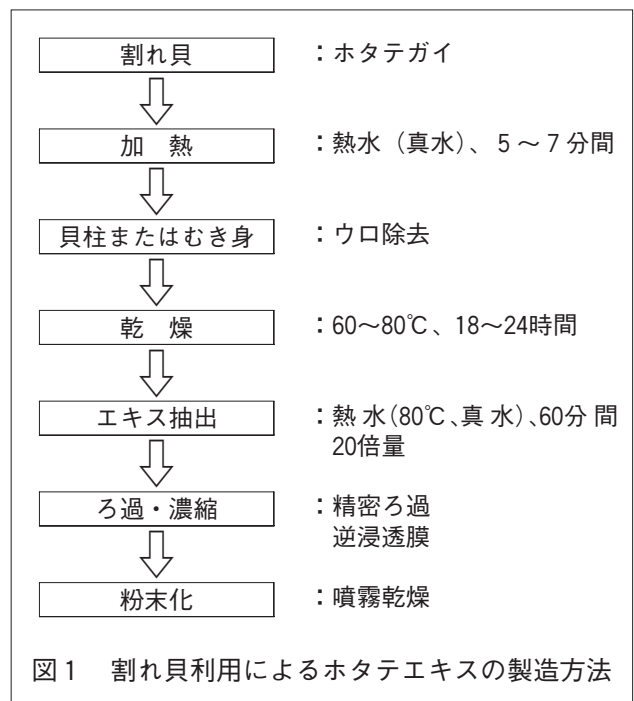 割れ貝 :ホタテガイ
加 熱 :熱水（真水）、5～7分間
貝柱またはむき身 :ウロ除去
乾 燥 :60～80℃、18～24時間
エキス抽出 :熱水(80℃、真水)、60分間
20倍量
ろ過・濃縮 :精密ろ過
逆浸透膜
粉末化 :噴霧乾燥
図1 割れ貝利用によるホタテエキスの製造方法